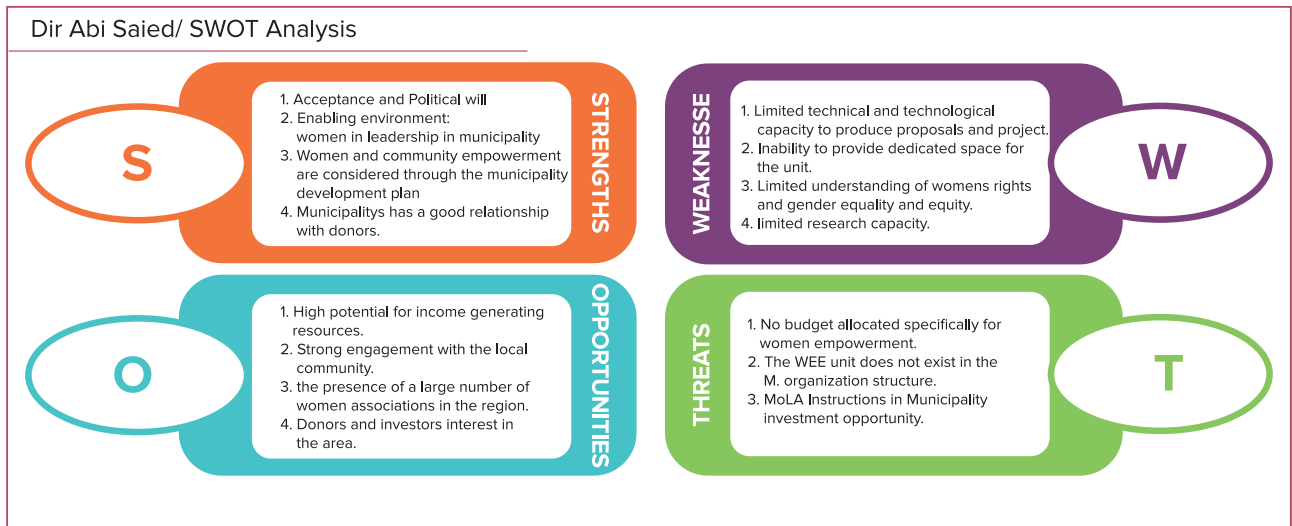 Dir Abi Saied/ SWOT Analysis
S
1. Acceptance and Political will
2. Enabling environment:
women in leadership in municipality
3. Women and community empowerment
are considered through the municipality
development plan
4. Municipalitys has a good relationship
with donors.
STRENGTHS
WEAKNESSE
1. Limited technical and technological
capacity to produce proposals and project.
2. Inability to provide dedicated space for
the unit.
3. Limited understanding of womens rights
and gender equality and equity.
4. limited research capacity.
W
O
1. High potential for income generating
resources.
2. Strong engagement with the local
community.
3. the presence of a large number of
women associations in the region.
4. Donors and investors interest in
the area.
OPPORTUNITIES
THREATS
1. No budget allocated specifically for
women empowerment.
2. The WEE unit does not exist in the
M. organization structure.
3. MoLA Instructions in Municipality
investment opportunity.
T